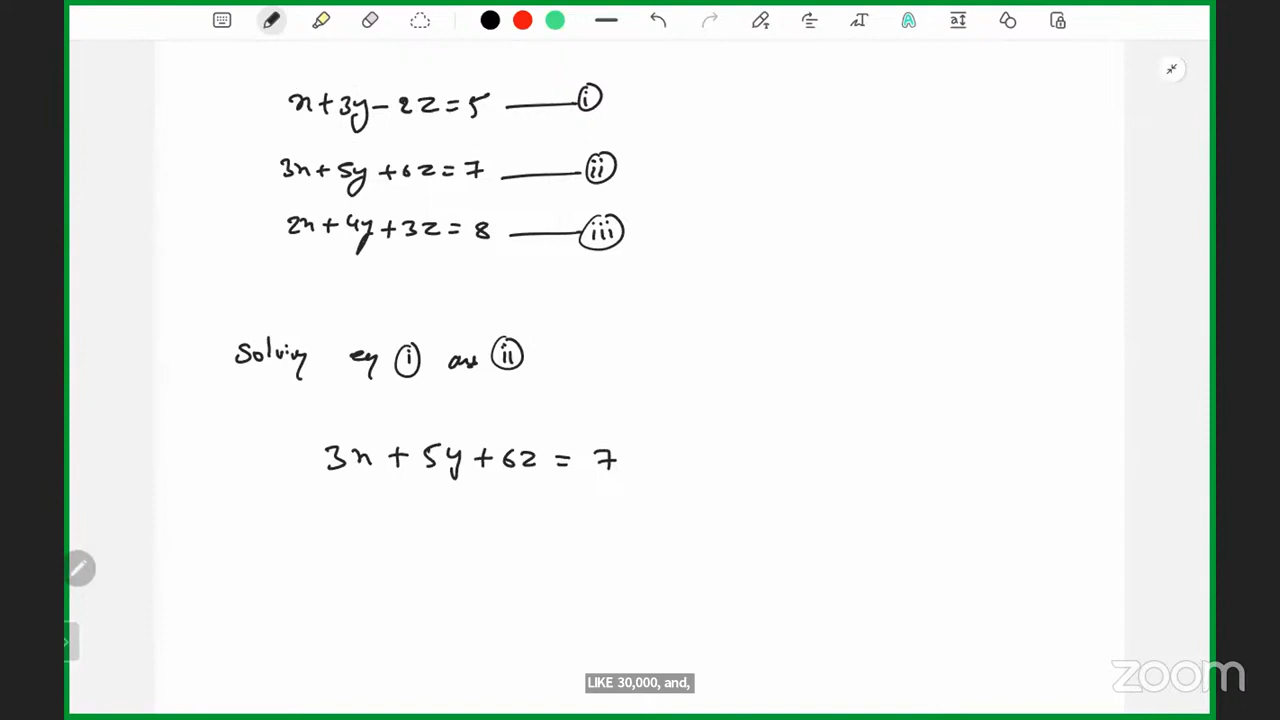 x+3y-2z=5 ——— i
3x+5y+6z=7 ——— ii
2x+4y+3z=8 ——— iii
Solving eq i and ii
3x+5y+6z=7
LIKE 30,000, and,
zoom